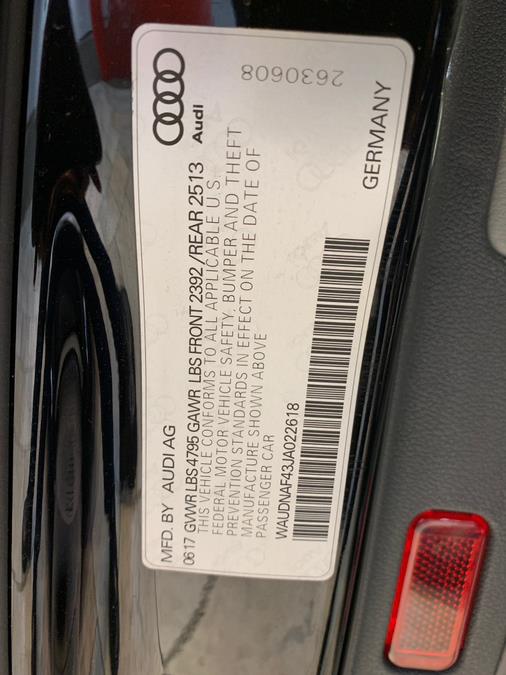 MFD. BY AUDI AG
0617 GVWR LBS 4795 GAWR LBS FRONT 2392/REAR 2513
THIS VEHICLE CONFORMS TO ALL APPLICABLE U.S.
FEDERAL MOTOR VEHICLE SAFETY, BUMPER AND THEFT
PREVENTION STANDARDS IN EFFECT ON THE DATE OF
MANUFACTURE SHOWN ABOVE
PASSENGER CAR
WAUDNAF43JA022618
Audi
2630608
GERMANY